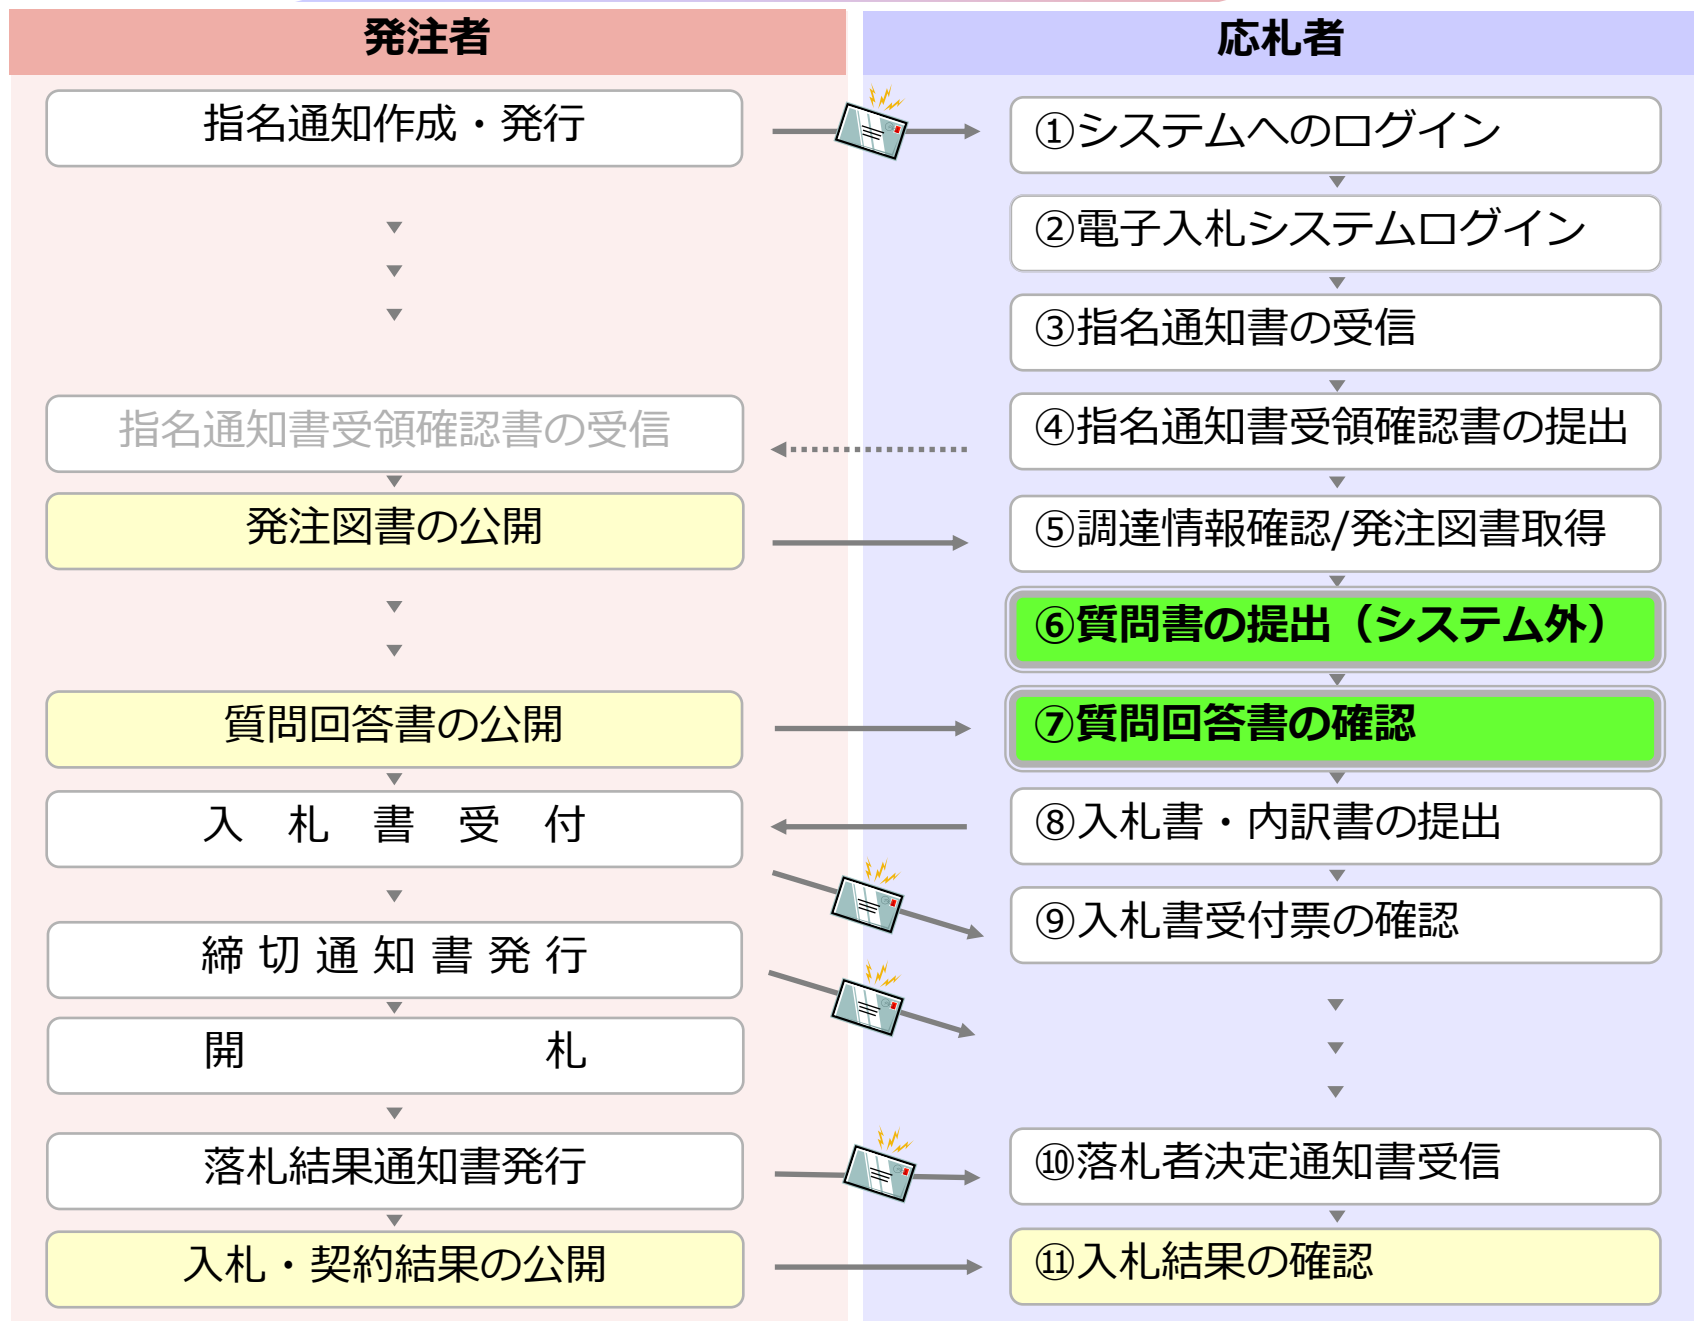 発注者
指名通知作成・発行
指名通知書受領確認書の受信
発注図書の公開
質問回答書の公開
入　札　書　受　付
締 切 通 知 書 発 行
開　　　　　　　札
落札結果通知書発行
入札・契約結果の公開
応札者
①システムへのログイン
②電子入札システムログイン
③指名通知書の受信
④指名通知書受領確認書の提出
⑤調達情報確認/発注図書取得
⑥質問書の提出（システム外）
⑦質問回答書の確認
⑧入札書・内訳書の提出
⑨入札書受付票の確認
⑩落札者決定通知書受信
⑪入札結果の確認